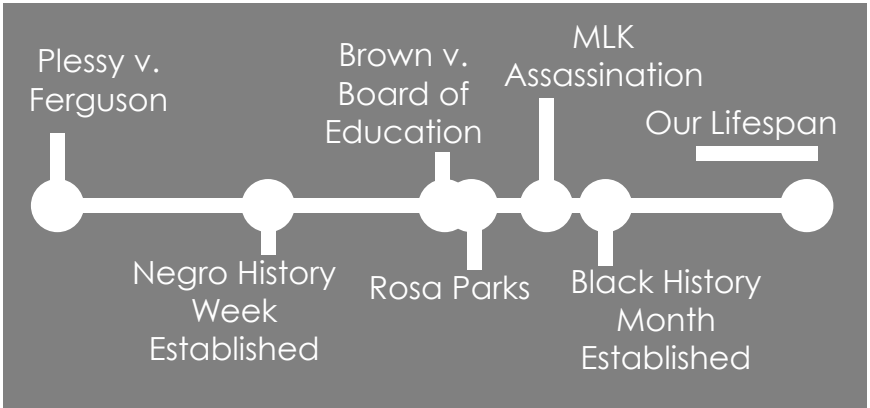 Plessy v.
Ferguson
Brown v.
Board of
Education
MLK
Assassination
Our Lifespan
Negro History
Week
Established
Rosa Parks
Black History
Month
Established